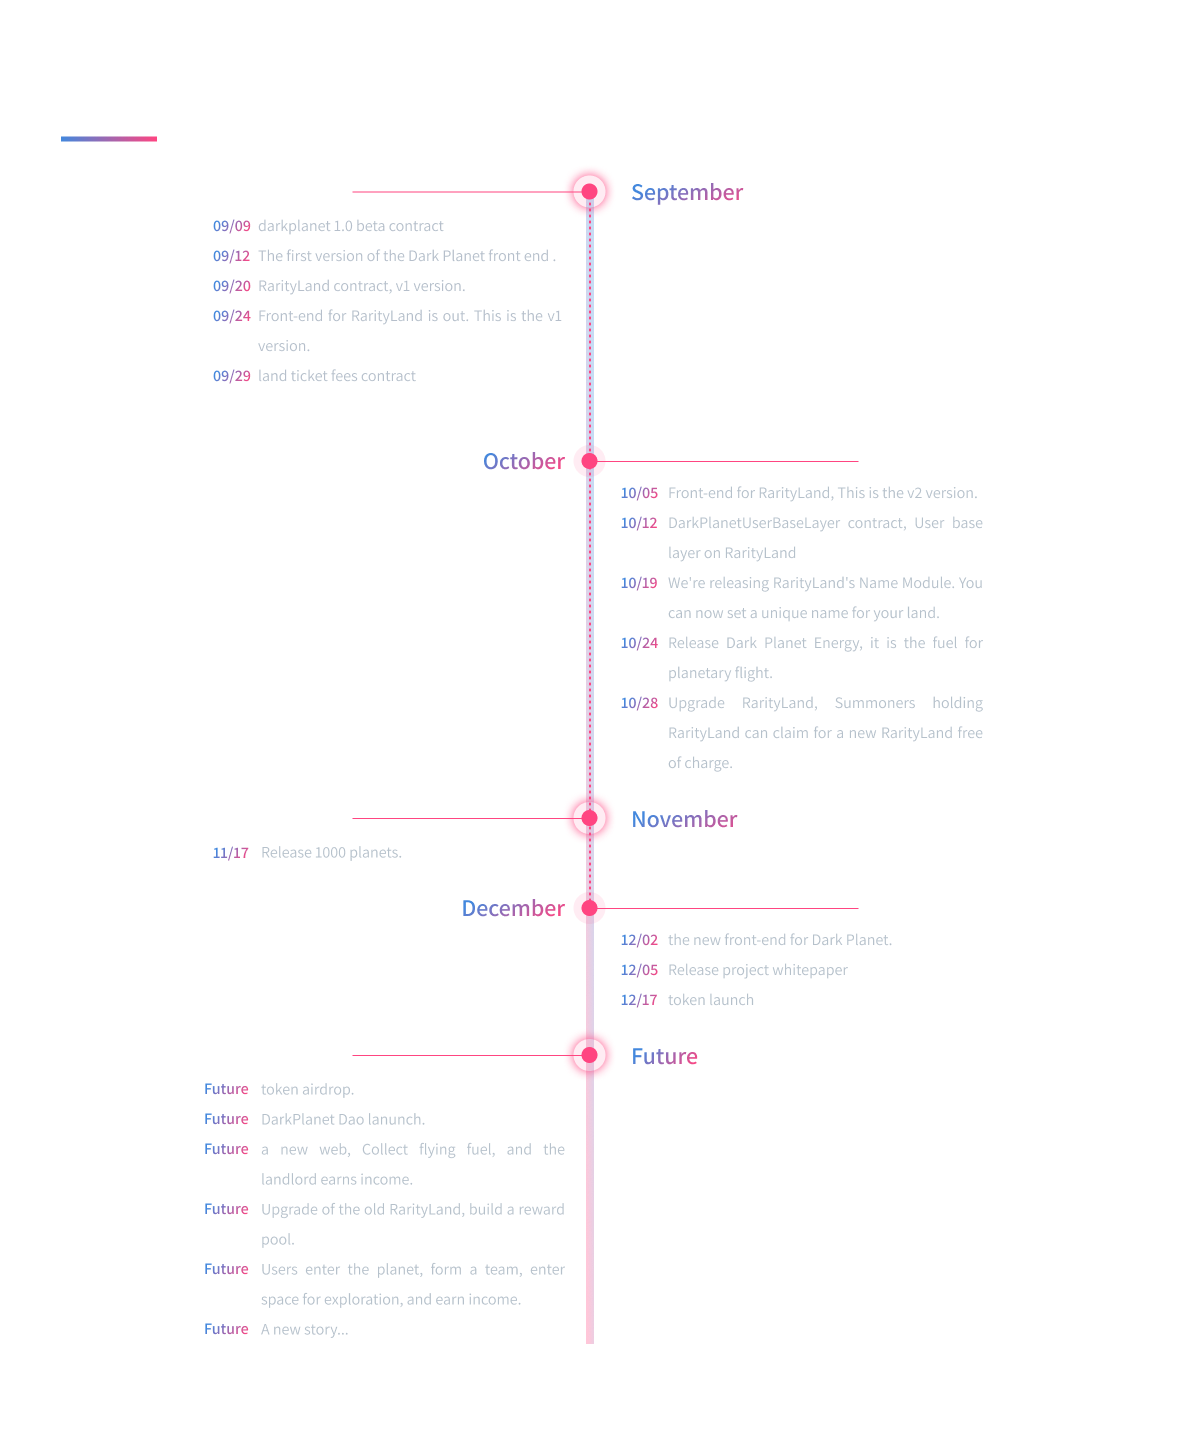 September
09/09 darkplanet 1.0 beta contract
09/12 The first version of the Dark Planet front end .
09/20 RarityLand contract, v1 version.
09/24 Front-end for RarityLand is out. This is the v1
version.
09/29 land ticket fees contract
October
10/05 Front-end for RarityLand, This is the v2 version.
10/12 DarkPlanetUserBaseLayer contract, User base
layer on RarityLand
10/19 We're releasing RarityLand's Name Module. You
can now set a unique name for your land.
10/24 Release Dark Planet Energy, it is the fuel for
planetary flight.
10/28 Upgrade RarityLand, Summoners holding
RarityLand can claim for a new RarityLand free
of charge.
November
11/17 Release 1000 planets.
December
12/02 the new front-end for Dark Planet.
12/05 Release project whitepaper
12/17 token launch
Future
Future token airdrop.
Future DarkPlanet Dao lanunch.
Future a new web, Collect flying fuel, and the
landlord earns income.
Future Upgrade of the old RarityLand, build a reward
pool.
Future Users enter the planet, form a team, enter
space for exploration, and earn income.
Future A new story...